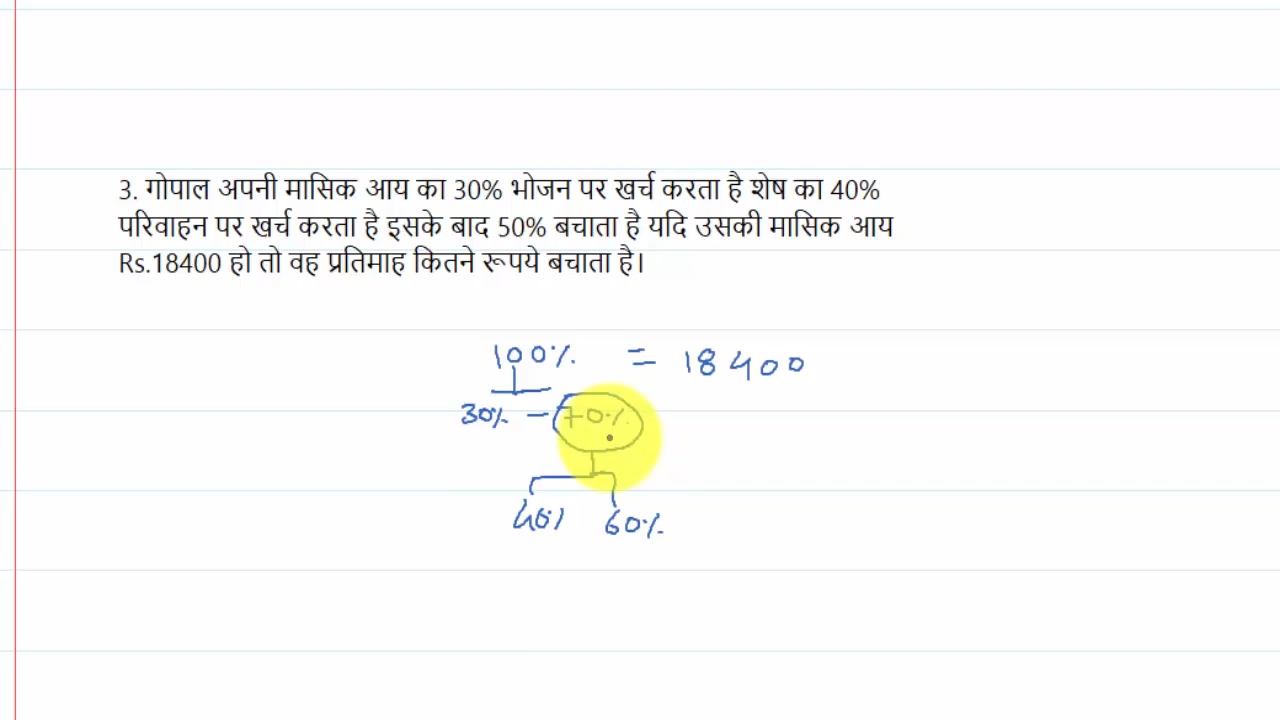 3. गोपाल अपनी मासिक आय का 30% भोजन पर खर्च करता है शेष का 40%
परिवाहन पर खर्च करता है इसके बाद 50% बचाता है यदि उसकी मासिक आय
Rs.18400 हो तो वह प्रतिमाह कितने रूपये बचाता है।
100% = 18400
30% - 70%
40% 60%